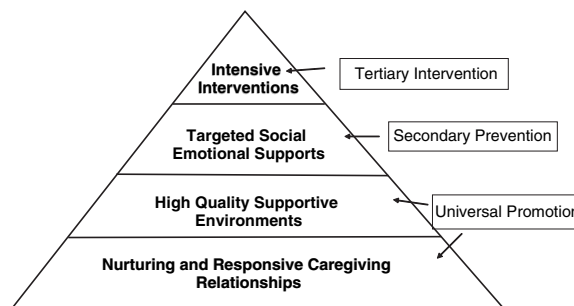 Intensive
Interventions
Tertiary Intervention
Targeted Social
Emotional Supports
Secondary Prevention
High Quality Supportive
Environments
Universal Promotion
Nurturing and Responsive Caregiving
Relationships